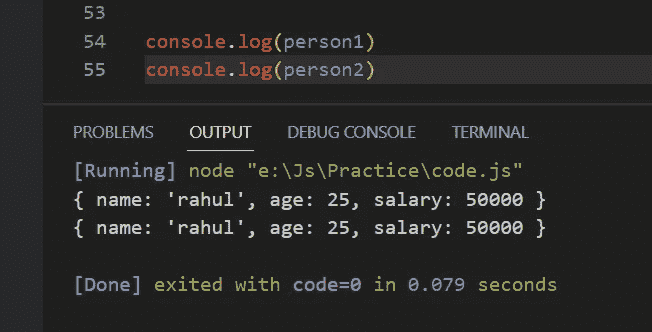 53
54 console.log(person1)
55 console.log(person2)
PROBLEMS OUTPUT DEBUG CONSOLE TERMINAL
[Running] node "e:\Js\Practice\code.js"
{ name: 'rahul', age: 25, salary: 50000 }
{ name: 'rahul', age: 25, salary: 50000 }
[Done] exited with code=0 in 0.079 seconds